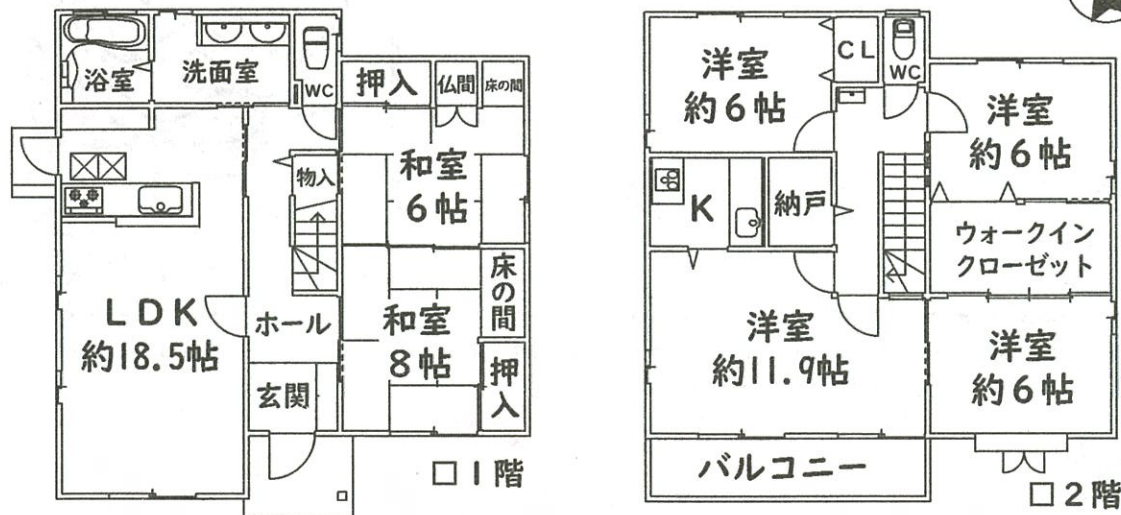 浴室
洗面室
WC
押入
仏間
床の間
和室
6帖
物入
LDK
約18.5帖
ホール
和室
8帖
床の間
押入
玄関
□1階
洋室
約6帖
CL
WC
洋室
約6帖
K
納戸
ウォークイン
クローゼット
洋室
約11.9帖
洋室
約6帖
バルコニー
□2階